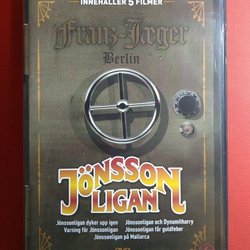 INNEHÅLLER 5 FILMER
Franz-Jæger
Berlin
JÖNSSON
LIGAN
Jönssonligan dyker upp igen Jönssonligan och Dynamitharry
Varning för Jönssonligan Jönssonligan får guldfeber
Jönssonligan på Mallorca